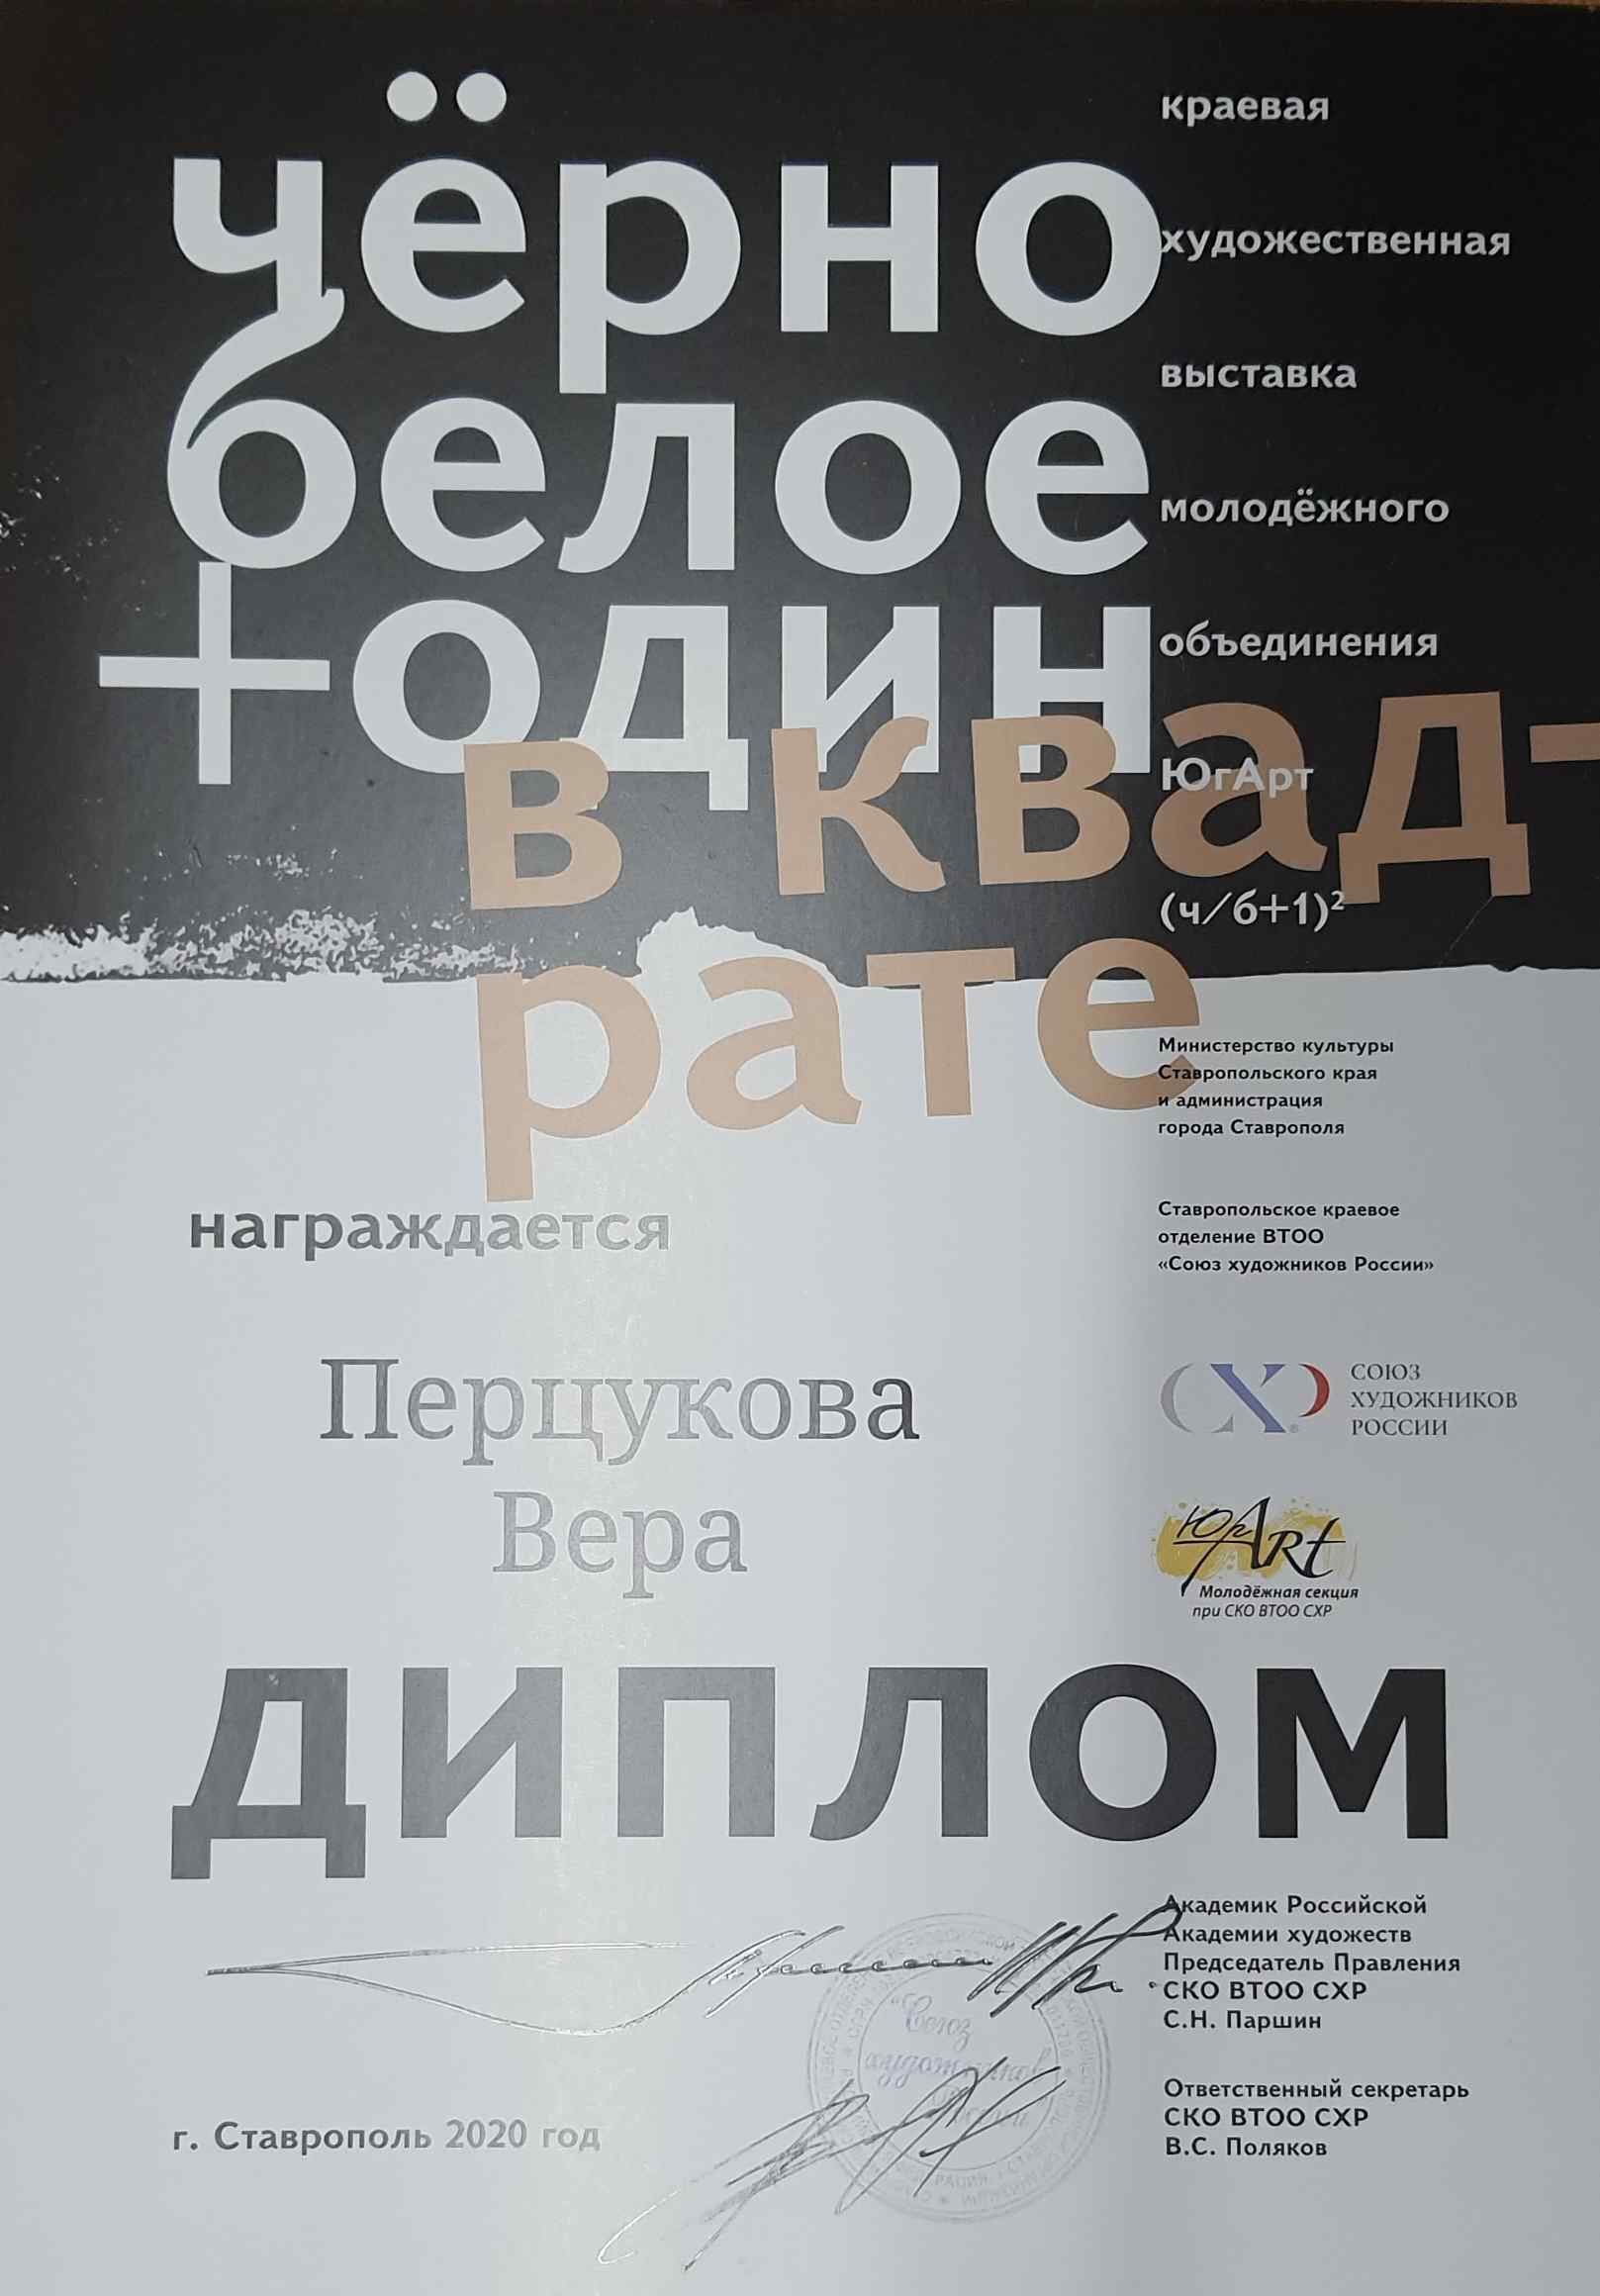 чёрно
белое
+один
в квад-
рате
краевая
художественная
выставка
молодёжного
объединения
ЮгАрт
(ч/б+1)²
Министерство культуры
Ставропольского края
и администрация
города Ставрополя
Ставропольское краевое
отделение ВТОО
«Союз художников России»
СОЮЗ
ХУДОЖНИКОВ
РОССИИ
ЮгARt
Молодёжная секция
при СКО ВТОО СХР
награждается
Перцукова
Вера
ДИПЛОМ
Академик Российской
Академии художеств
Председатель Правления
СКО ВТОО СХР
С.Н. Паршин
Ответственный секретарь
СКО ВТОО СХР
В.С. Поляков
"Союз
художников
России"
г. Ставрополь 2020 год